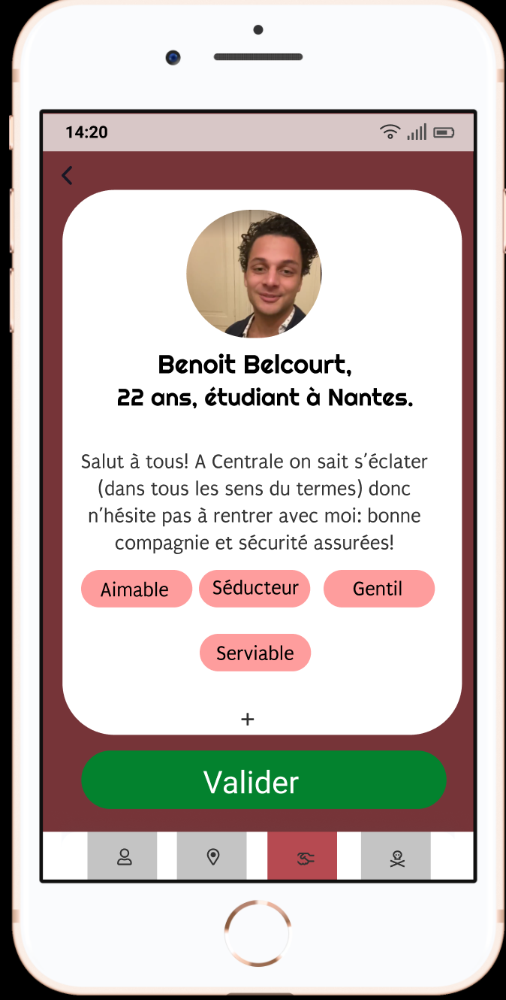 14:20
Benoit Belcourt,
22 ans, étudiant à Nantes.
Salut à tous! A Centrale on sait s’éclater
(dans tous les sens du termes) donc
n’hésite pas à rentrer avec moi: bonne
compagnie et sécurité assurées!
Aimable Séducteur Gentil
Serviable
+
Valider